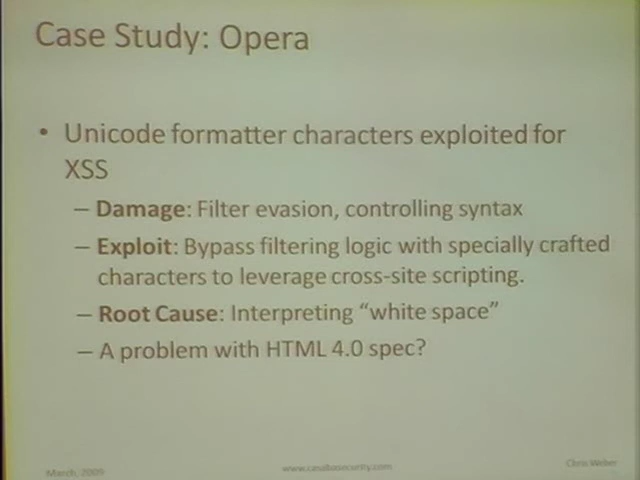 Case Study: Opera
• Unicode formatter characters exploited for
XSS
– Damage: Filter evasion, controlling syntax
– Exploit: Bypass filtering logic with specially crafted
characters to leverage cross-site scripting.
– Root Cause: Interpreting “white space”
– A problem with HTML 4.0 spec?
March, 2009
www.casabasecurity.com
Chris Weber